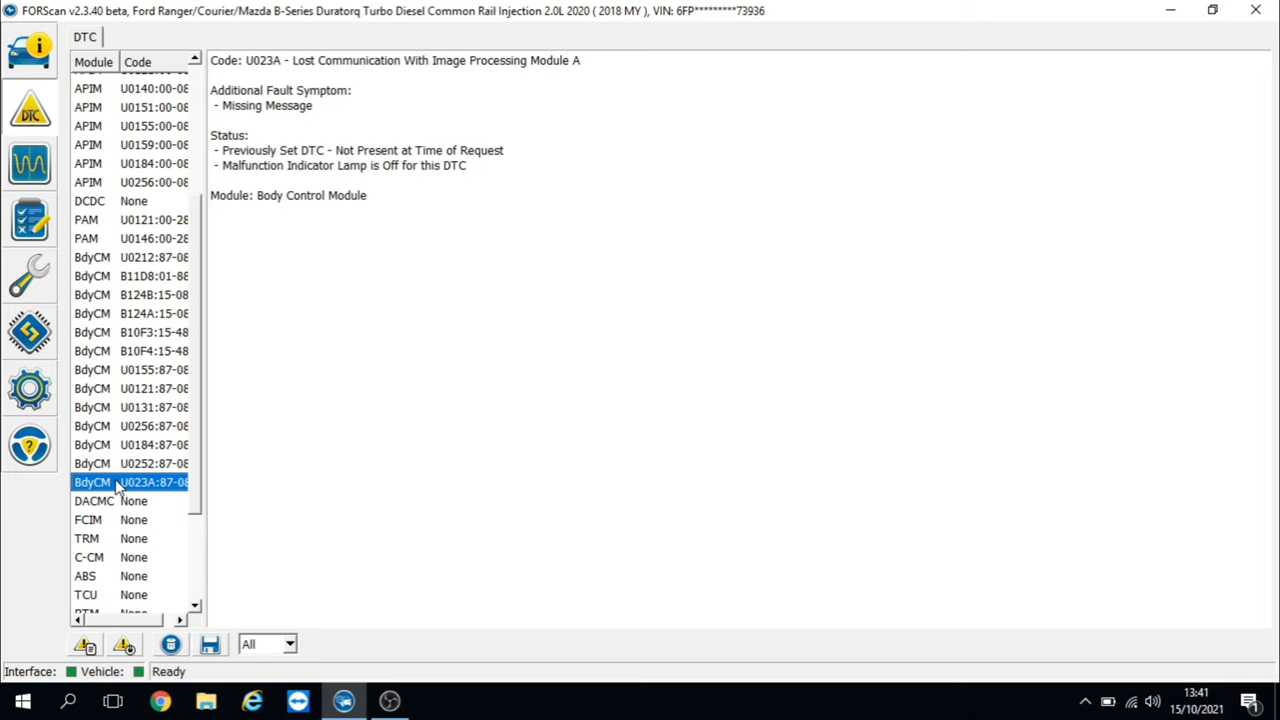 FORScan v2.3.40 beta, Ford Ranger/Courier/Mazda B-Series Duratorq Turbo Diesel Common Rail Injection 2.0L 2020 ( 2018 MY ), VIN: 6FP*********73936
DTC
Module Code
APIM U0140:00-08
APIM U0151:00-08
APIM U0155:00-08
APIM U0159:00-08
APIM U0184:00-08
APIM U0256:00-08
DCDC None
PAM U0121:00-28
PAM U0146:00-28
BdyCM U0212:87-08
BdyCM B11D8:01-88
BdyCM B124B:15-08
BdyCM B124A:15-08
BdyCM B10F3:15-48
BdyCM B10F4:15-48
BdyCM U0155:87-08
BdyCM U0121:87-08
BdyCM U0131:87-08
BdyCM U0256:87-08
BdyCM U0184:87-08
BdyCM U0252:87-08
BdyCM U023A:87-08
DACMC None
FCIM None
TRM None
C-CM None
ABS None
TCU None
Code: U023A - Lost Communication With Image Processing Module A
Additional Fault Symptom:
- Missing Message
Status:
- Previously Set DTC - Not Present at Time of Request
- Malfunction Indicator Lamp is Off for this DTC
Module: Body Control Module
DTC
All
Interface: Vehicle: Ready
13:41
15/10/2021
1